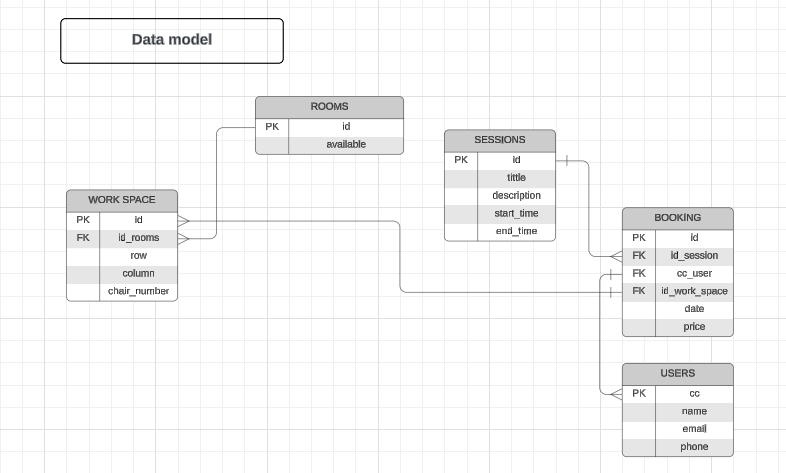 Data model
ROOMS
PK id
available
SESSIONS
PK id
tittle
description
start_time
end_time
WORK SPACE
PK id
FK id_rooms
row
column
chair_number
BOOKING
PK id
FK id_session
FK cc_user
FK id_work_space
date
price
USERS
PK cc
name
email
phone